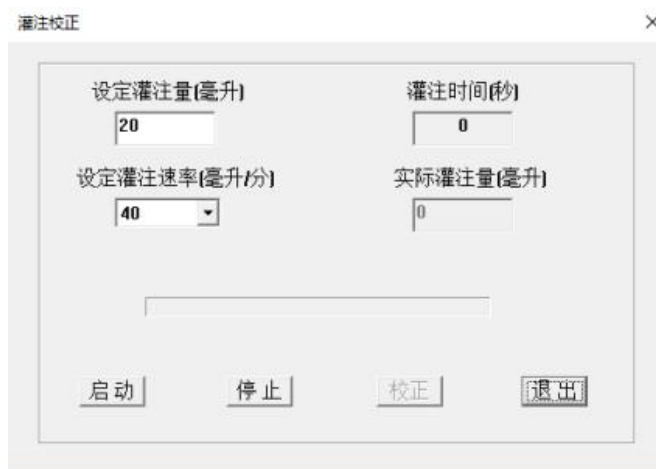 灌注校正
设定灌注量(毫升)
20
灌注时间(秒)
0
设定灌注速率(毫升/分)
40
实际灌注量(毫升)
0
启动
停止
校正
退出